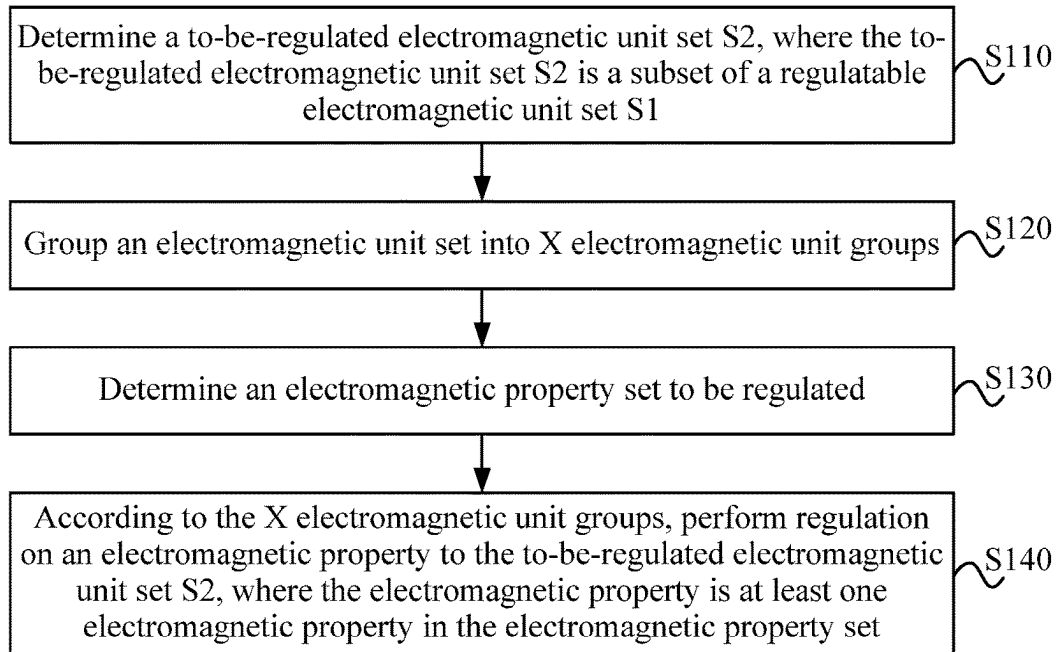 Determine a to-be-regulated electromagnetic unit set S2, where the to-
be-regulated electromagnetic unit set S2 is a subset of a regulatable
electromagnetic unit set S1
S110
Group an electromagnetic unit set into X electromagnetic unit groups
S120
Determine an electromagnetic property set to be regulated
S130
According to the X electromagnetic unit groups, perform regulation
on an electromagnetic property to the to-be-regulated electromagnetic
unit set S2, where the electromagnetic property is at least one
electromagnetic property in the electromagnetic property set
S140